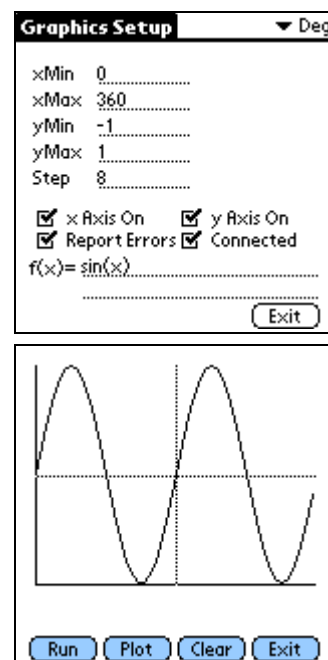 Graphics Setup Deg
xMin 0
xMax 360
yMin -1
yMax 1
Step 8
x Axis On y Axis On
Report Errors Connected
f(x)= sin(x)
Exit
Run Plot Clear Exit